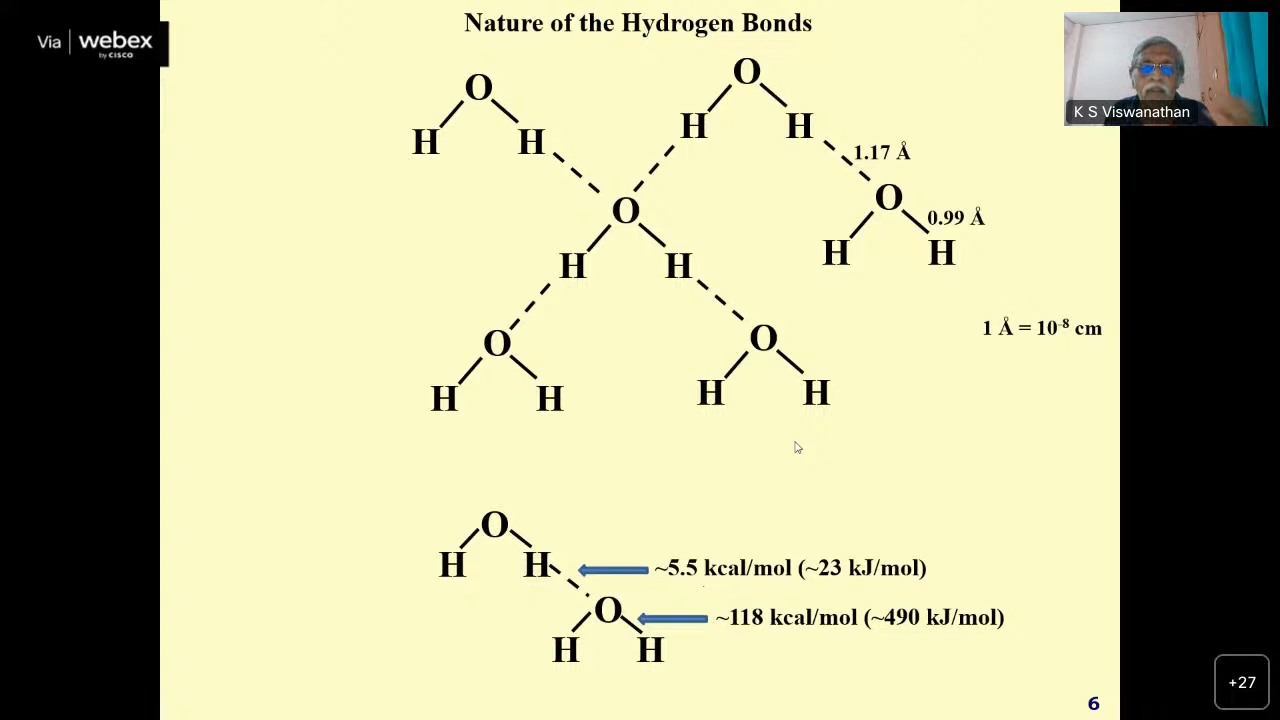 Nature of the Hydrogen Bonds
Via | webex
by CISCO
K S Viswanathan
O
O
H
H
H
H
1.17 Å
O
O
0.99 Å
H
H
H
H
1 Å = 10⁻⁸ cm
O
O
H
H
H
H
O
H
H
~5.5 kcal/mol (~23 kJ/mol)
O
~118 kcal/mol (~490 kJ/mol)
H
H
+27
6